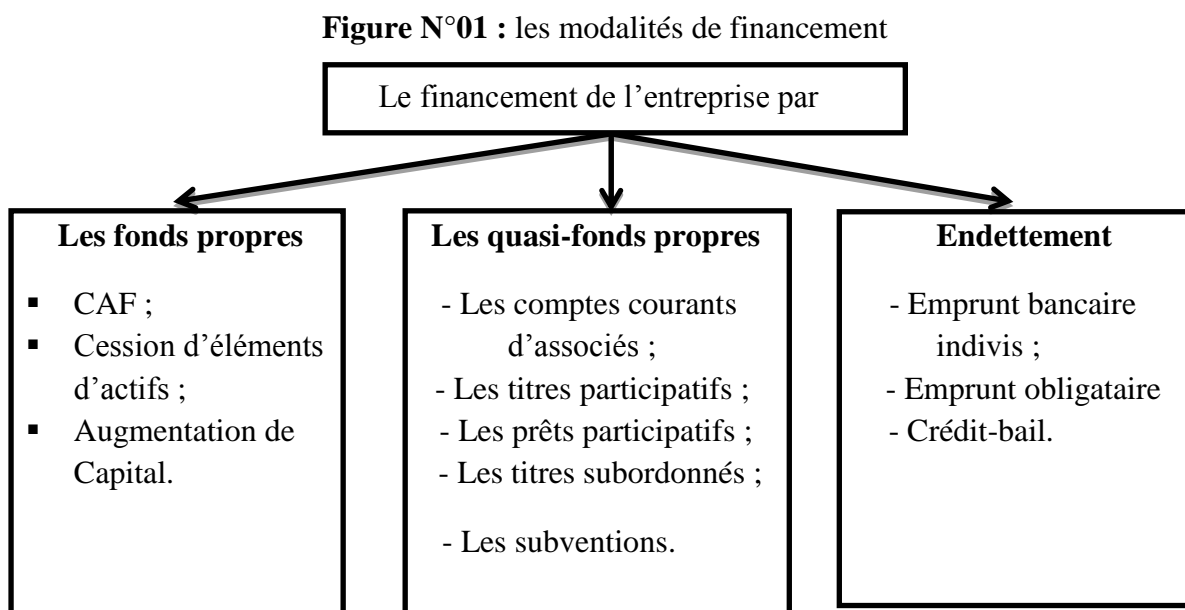 Figure N°01 : les modalités de financement
Le financement de l’entreprise par
Les fonds propres
▪ CAF ;
▪ Cession d’éléments
d’actifs ;
▪ Augmentation de
Capital.
Les quasi-fonds propres
- Les comptes courants
d’associés ;
- Les titres participatifs ;
- Les prêts participatifs ;
- Les titres subordonnés ;
- Les subventions.
Endettement
- Emprunt bancaire
indivis ;
- Emprunt obligataire
- Crédit-bail.